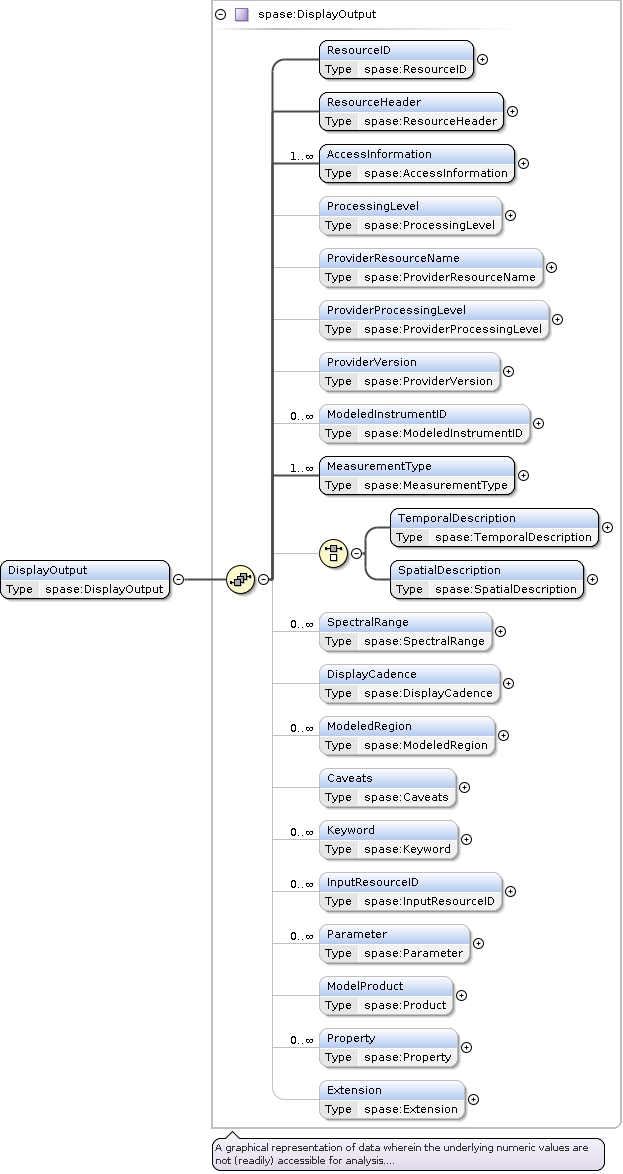 spase:DisplayOutput
ResourceID
Type spase:ResourceID
ResourceHeader
Type spase:ResourceHeader
1..∞
AccessInformation
Type spase:AccessInformation
ProcessingLevel
Type spase:ProcessingLevel
ProviderResourceName
Type spase:ProviderResourceName
ProviderProcessingLevel
Type spase:ProviderProcessingLevel
ProviderVersion
Type spase:ProviderVersion
0..∞
ModeledInstrumentID
Type spase:ModeledInstrumentID
1..∞
MeasurementType
Type spase:MeasurementType
TemporalDescription
Type spase:TemporalDescription
DisplayOutput
Type spase:DisplayOutput
SpatialDescription
Type spase:SpatialDescription
0..∞
SpectralRange
Type spase:SpectralRange
DisplayCadence
Type spase:DisplayCadence
0..∞
ModeledRegion
Type spase:ModeledRegion
Caveats
Type spase:Caveats
0..∞
Keyword
Type spase:Keyword
0..∞
InputResourceID
Type spase:InputResourceID
0..∞
Parameter
Type spase:Parameter
ModelProduct
Type spase:Product
0..∞
Property
Type spase:Property
Extension
Type spase:Extension
A graphical representation of data wherein the underlying numeric values are
not (readily) accessible for analysis....